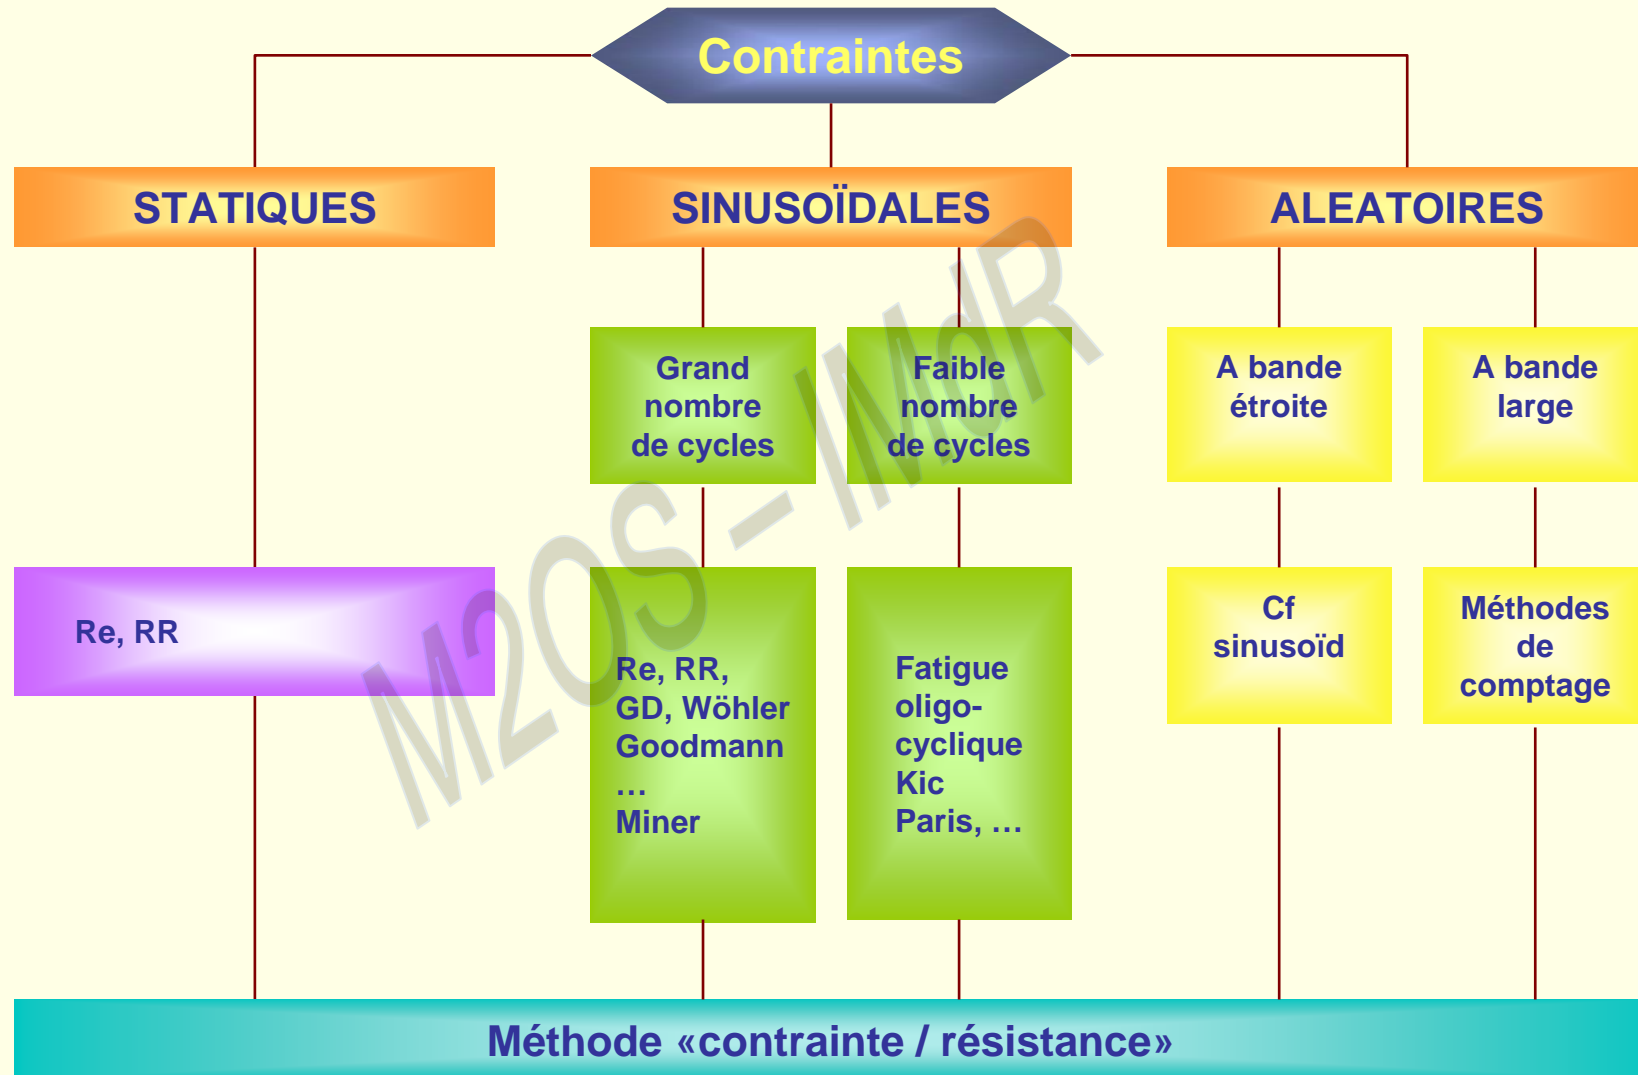 Contraintes
STATIQUES
SINUSOÏDALES
ALEATOIRES
Grand
nombre
de cycles
Faible
nombre
de cycles
A bande
étroite
A bande
large
Re, RR
Re, RR,
GD, Wöhler
Goodmann
…
Miner
Fatigue
oligo-
cyclique
Kic
Paris, …
Cf
sinusoïd
Méthodes
de
comptage
Méthode «contrainte / résistance»
M2OS – IMdR